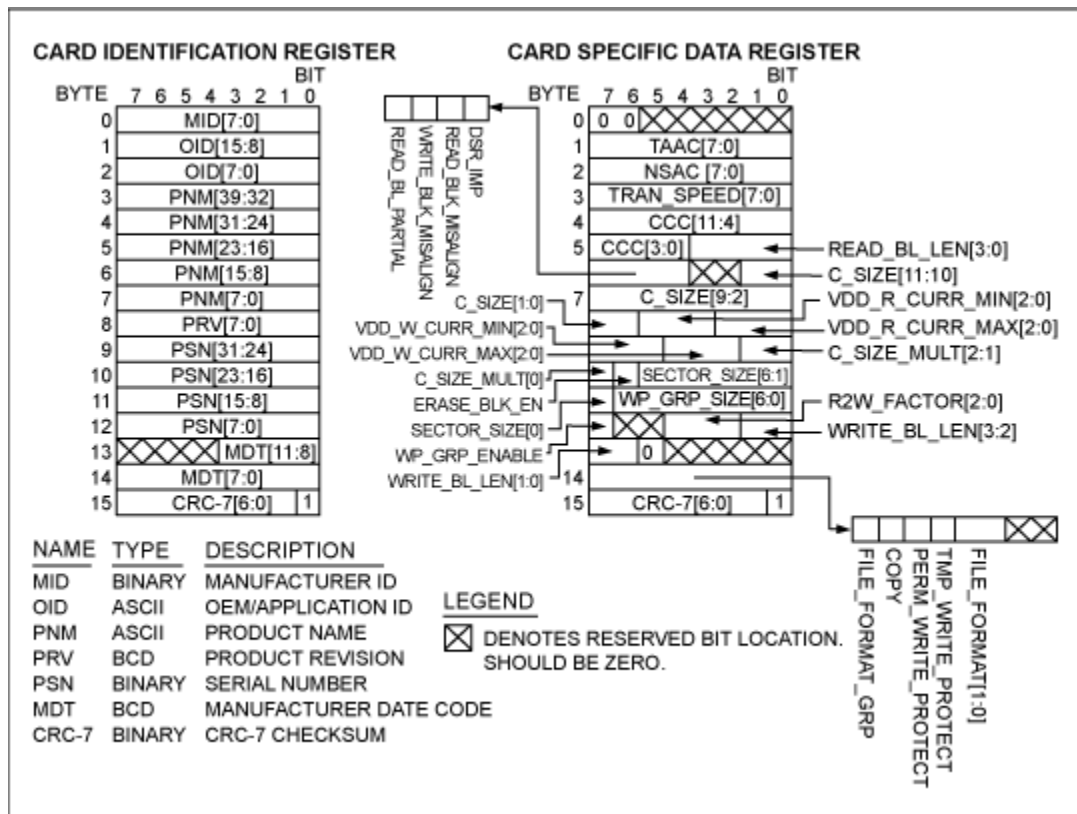 CARD IDENTIFICATION REGISTER
BIT
BYTE 7 6 5 4 3 2 1 0
0 MID[7:0]
1 OID[15:8]
2 OID[7:0]
3 PNM[39:32]
4 PNM[31:24]
5 PNM[23:16]
6 PNM[15:8]
7 PNM[7:0]
8 PRV[7:0]
9 PSN[31:24]
10 PSN[23:16]
11 PSN[15:8]
12 PSN[7:0]
13 MDT[11:8]
14 MDT[7:0]
15 CRC-7[6:0] 1
CARD SPECIFIC DATA REGISTER
BIT
BYTE 7 6 5 4 3 2 1 0
0 0 0
1 TAAC[7:0]
2 NSAC [7:0]
3 TRAN_SPEED[7:0]
4 CCC[11:4]
5 CCC[3:0]
READ_BL_LEN[3:0]
C_SIZE[11:10]
7 C_SIZE[9:2]
VDD_R_CURR_MIN[2:0]
C_SIZE[1:0]
VDD_R_CURR_MAX[2:0]
VDD_W_CURR_MIN[2:0]
VDD_W_CURR_MAX[2:0]
C_SIZE_MULT[2:1]
C_SIZE_MULT[0]
SECTOR_SIZE[6:1]
ERASE_BLK_EN
WP_GRP_SIZE[6:0]
R2W_FACTOR[2:0]
SECTOR_SIZE[0]
WRITE_BL_LEN[3:2]
WP_GRP_ENABLE
0
WRITE_BL_LEN[1:0]
14
15 CRC-7[6:0] 1
READ_BL_PARTIAL
WRITE_BLK_MISALIGN
READ_BLK_MISALIGN
DSR_IMP
FILE_FORMAT_GRP
COPY
PERM_WRITE_PROTECT
TMP_WRITE_PROTECT
FILE_FORMAT[1:0]
NAME TYPE DESCRIPTION
MID BINARY MANUFACTURER ID
OID ASCII OEM/APPLICATION ID
PNM ASCII PRODUCT NAME
PRV BCD PRODUCT REVISION
PSN BINARY SERIAL NUMBER
MDT BCD MANUFACTURER DATE CODE
CRC-7 BINARY CRC-7 CHECKSUM
LEGEND
DENOTES RESERVED BIT LOCATION.
SHOULD BE ZERO.